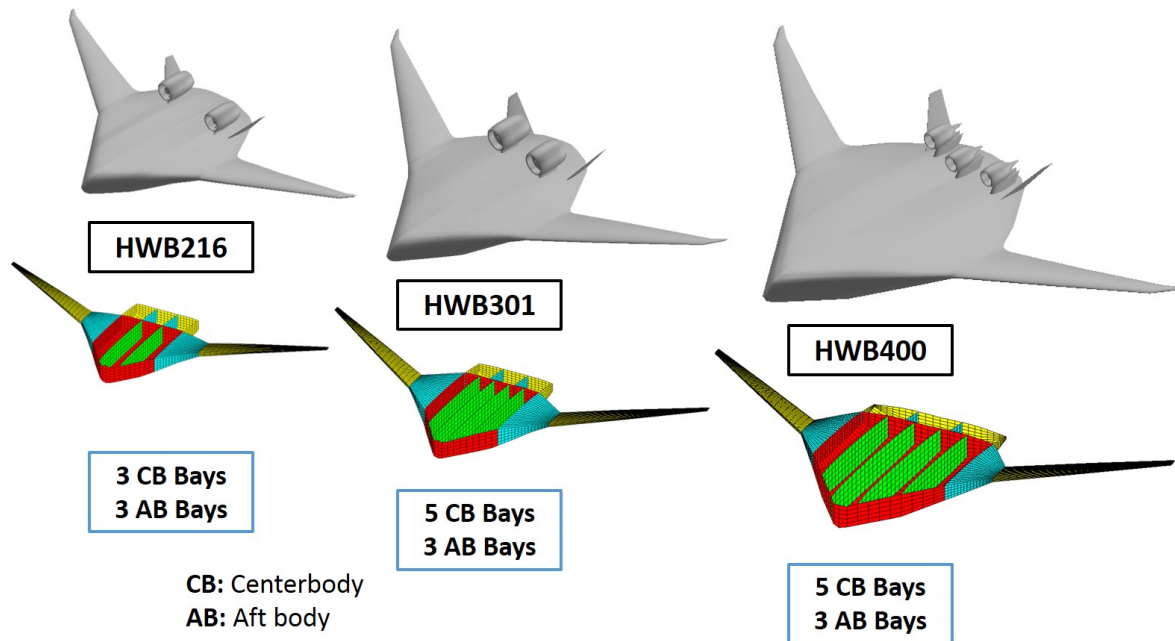 HWB216
HWB301
HWB400
3 CB Bays
3 AB Bays
5 CB Bays
3 AB Bays
5 CB Bays
3 AB Bays
CB: Centerbody
AB: Aft body